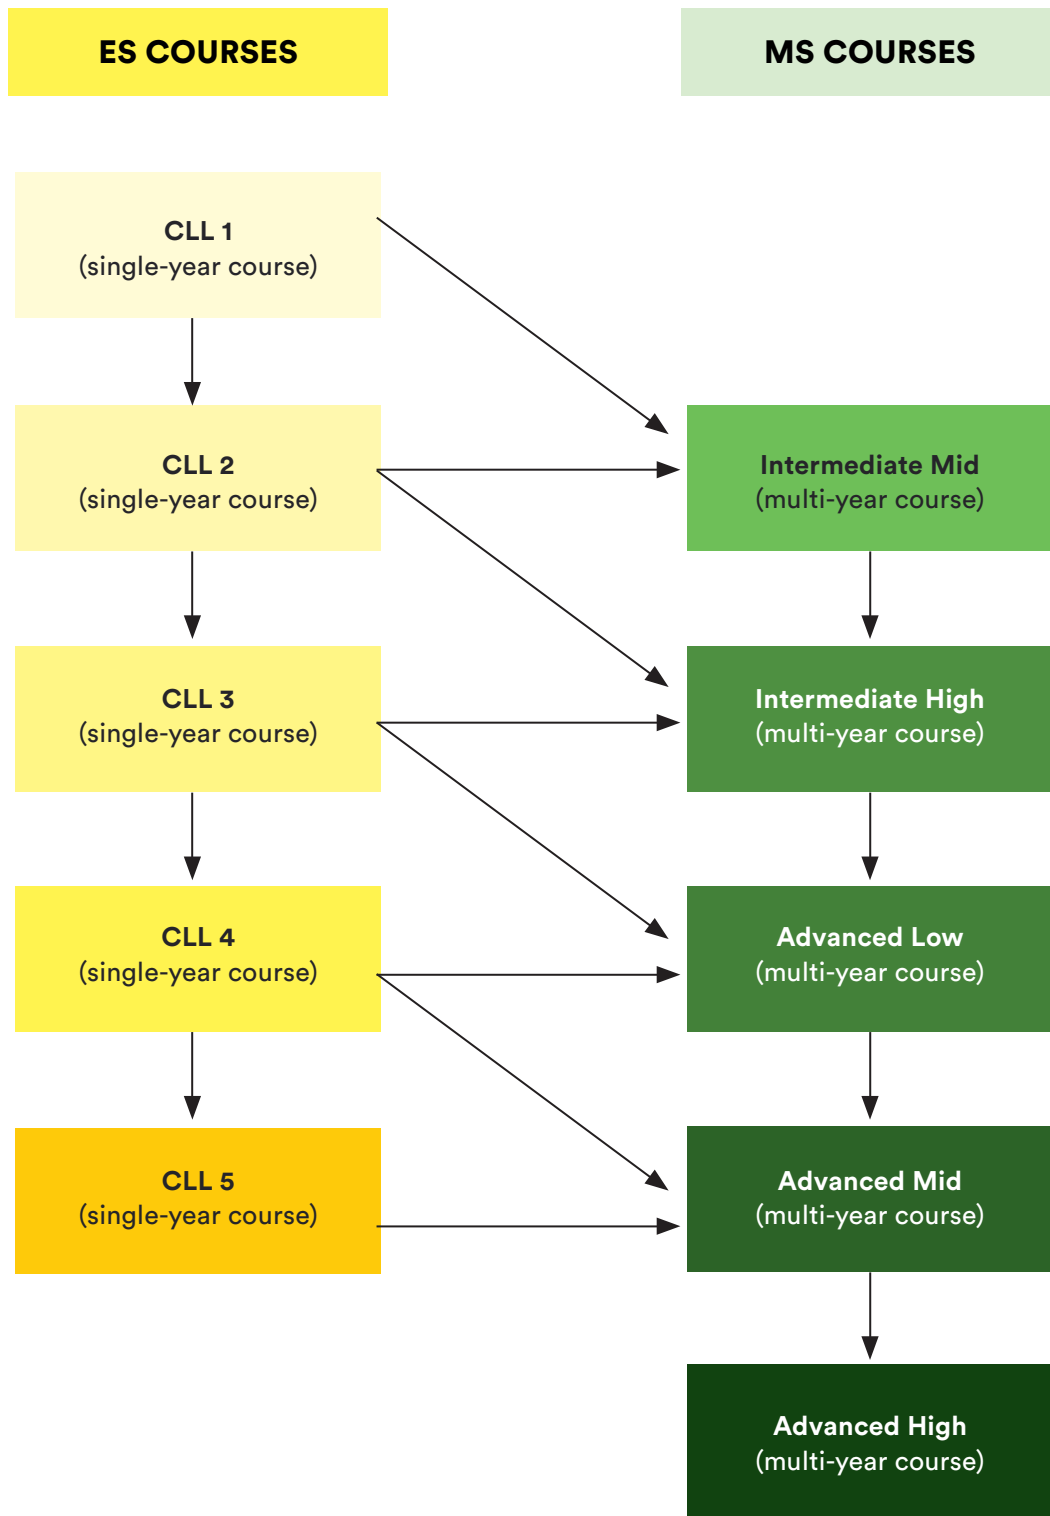 ES COURSES
MS COURSES
CLL 1
(single-year course)
CLL 2
(single-year course)
Intermediate Mid
(multi-year course)
CLL 3
(single-year course)
Intermediate High
(multi-year course)
CLL 4
(single-year course)
Advanced Low
(multi-year course)
CLL 5
(single-year course)
Advanced Mid
(multi-year course)
Advanced High
(multi-year course)